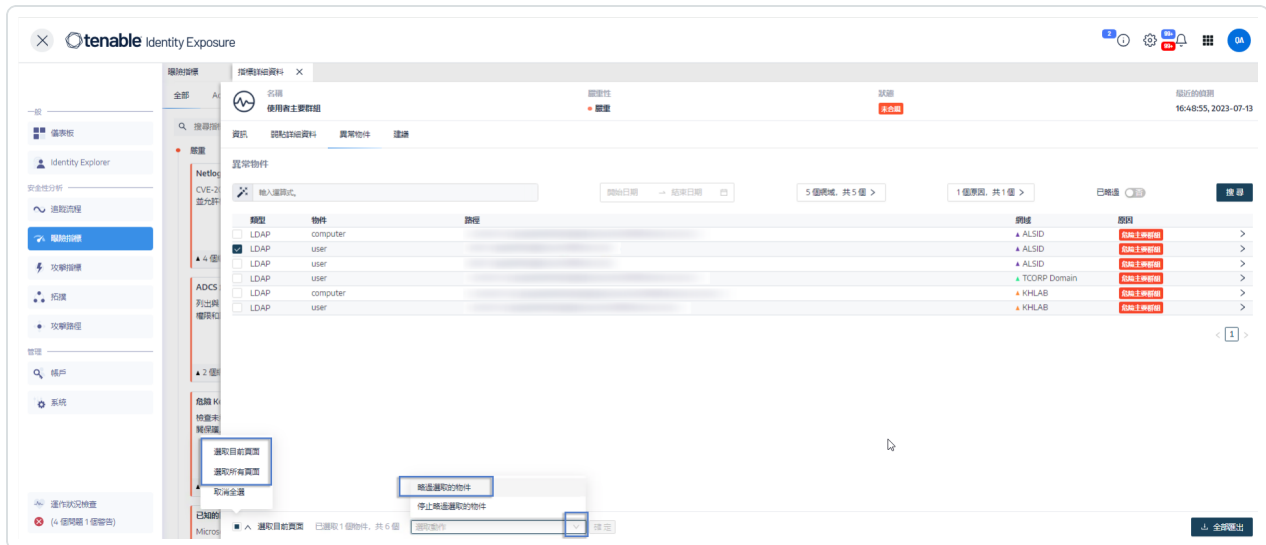 tenable Identity Exposure
2
99+
99+
QA
一般
儀表板
Identity Explorer
安全性分析
追蹤流程
曝險指標
攻擊指標
拓撲
攻擊路徑
管理
帳戶
系統
運作狀況檢查
(4 個問題 1 個警告)
曝險指標
全部
搜尋指
嚴重
Netlog
CVE-20
並允許
▲ 4 個
ADCS
列出與
權限和
▲ 2 個
危險 K
檢查未
關保護
已知的
Micros
指標詳細資料
名稱
使用者主要群組
嚴重性
嚴重
狀態
未合規
最近的偵測
16:48:55, 2023-07-13
資訊 弱點詳細資料 異常物件 建議
異常物件
輸入運算式。 開始日期 → 結束日期 5 個網域，共 5 個 > 1 個原因，共 1 個 > 已略過 否 搜尋
類型 物件 路徑 網域 原因
LDAP computer ALSID 危險主要群組
LDAP user ALSID 危險主要群組
LDAP user ALSID 危險主要群組
LDAP user TCORP Domain 危險主要群組
LDAP computer KHLAB 危險主要群組
LDAP user KHLAB 危險主要群組
< 1 >
選取目前頁面
選取所有頁面
取消全選
略過選取的物件
停止略過選取的物件
選取目前頁面 已選取 1 個物件，共 6 個 選取動作 確定
全部匯出